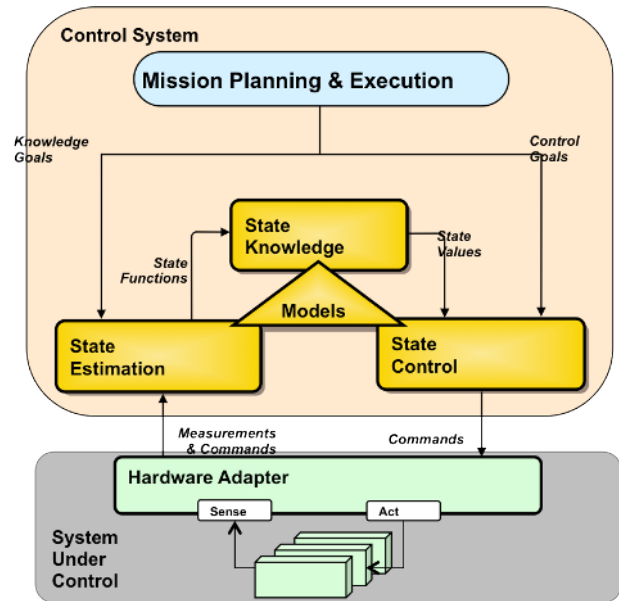 Control System
Mission Planning & Execution
Knowledge
Goals
Control
Goals
State
Knowledge
State
Functions
State
Values
Models
State
Estimation
State
Control
Measurements
& Commands
Commands
Hardware Adapter
Sense
Act
System
Under
Control